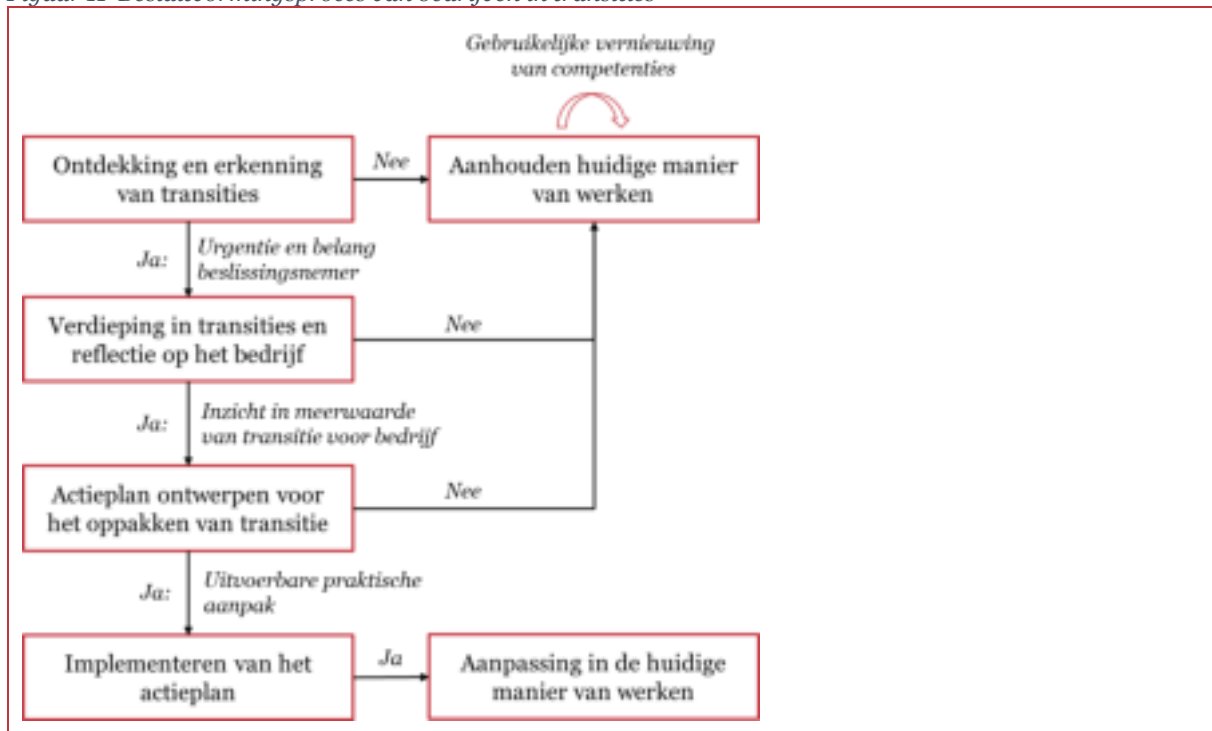 Gebruikelijke vernieuwing
van competenties
Ontdekking en erkenning
van transities
Nee
Aanhouden huidige manier
van werken
Ja:
Urgentie en belang
beslissingsnemer
Verdieping in transities en
reflectie op het bedrijf
Nee
Ja:
Inzicht in meerwaarde
van transitie voor bedrijf
Actieplan ontwerpen voor
het oppakken van transitie
Nee
Ja:
Uitvoerbare praktische
aanpak
Implementeren van het
actieplan
Ja
Aanpassing in de huidige
manier van werken